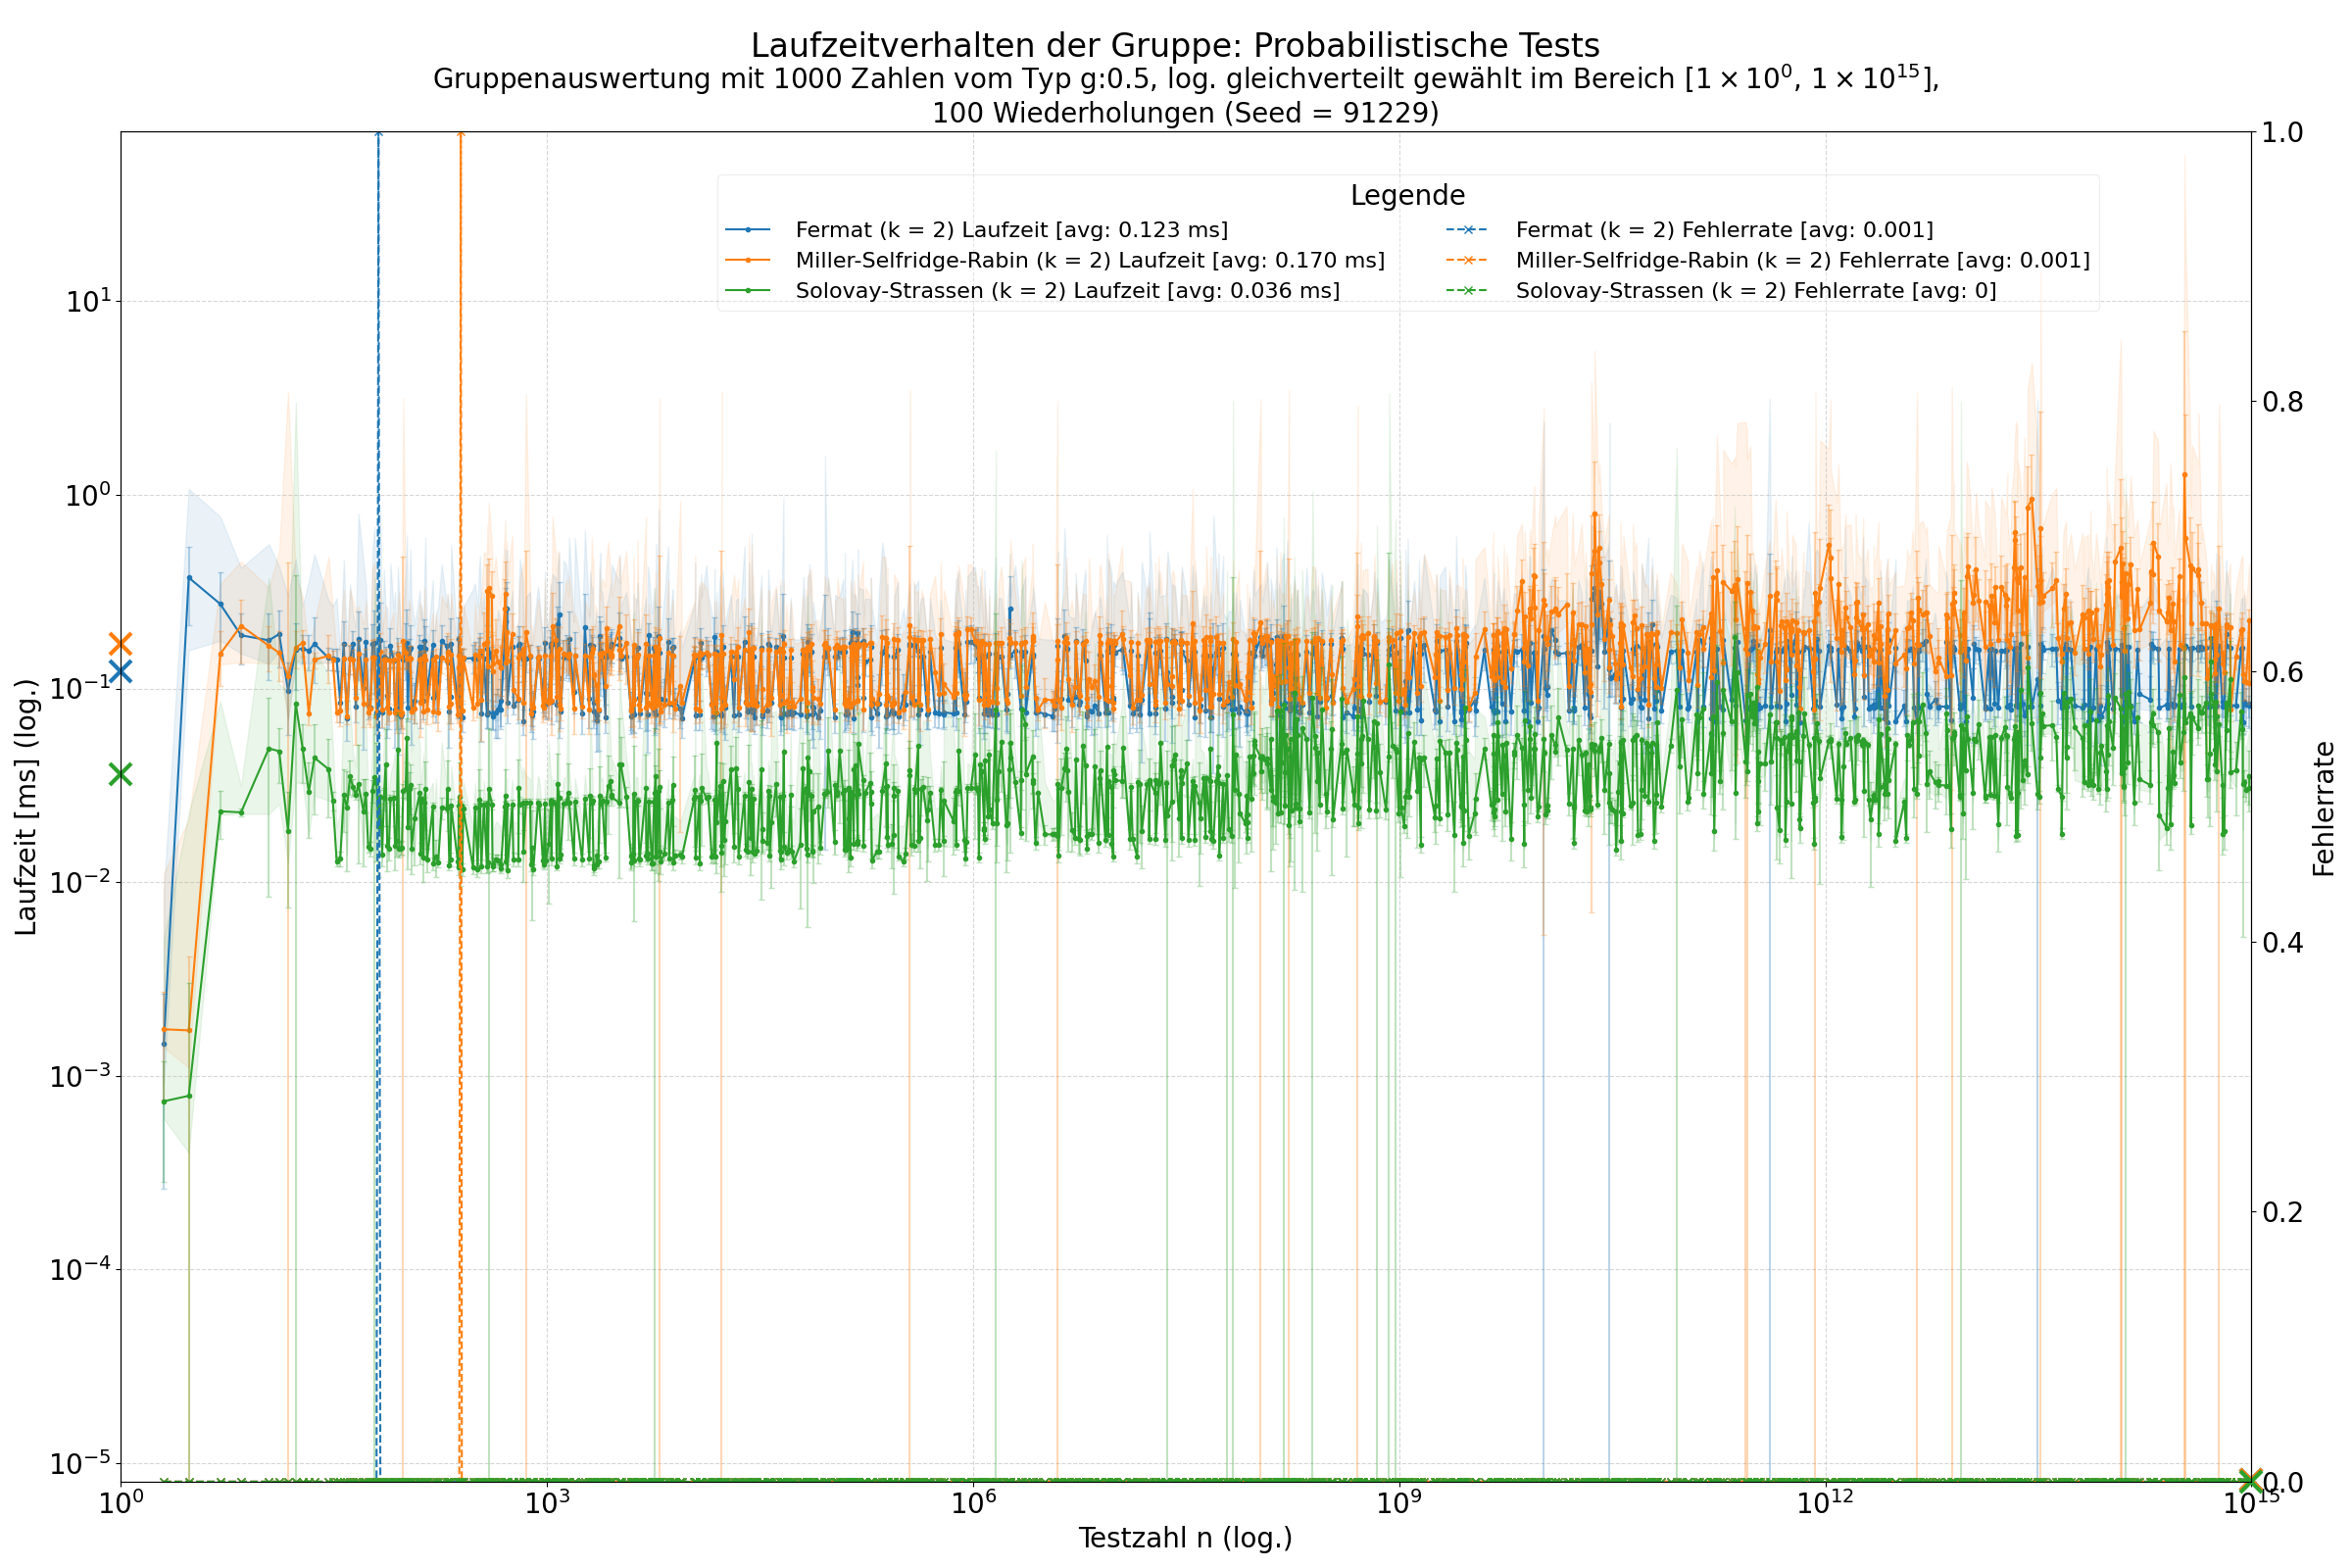 Laufzeitverhalten der Gruppe: Probabilistische Tests
Gruppenauswertung mit 1000 Zahlen vom Typ g:0.5, log. gleichverteilt gewählt im Bereich [1 × 10⁰, 1 × 10¹⁵],
100 Wiederholungen (Seed = 91229)
Legende
Fermat (k = 2) Laufzeit [avg: 0.123 ms]
Miller-Selfridge-Rabin (k = 2) Laufzeit [avg: 0.170 ms]
Solovay-Strassen (k = 2) Laufzeit [avg: 0.036 ms]
Fermat (k = 2) Fehlerrate [avg: 0.001]
Miller-Selfridge-Rabin (k = 2) Fehlerrate [avg: 0.001]
Solovay-Strassen (k = 2) Fehlerrate [avg: 0]
Laufzeit [ms] (log.)
10¹
10⁰
10⁻¹
10⁻²
10⁻³
10⁻⁴
10⁻⁵
1.0
0.8
0.6
0.4
0.2
0.0
Fehlerrate
10⁰ 10³ 10⁶ 10⁹ 10¹² 10¹⁵
Testzahl n (log.)